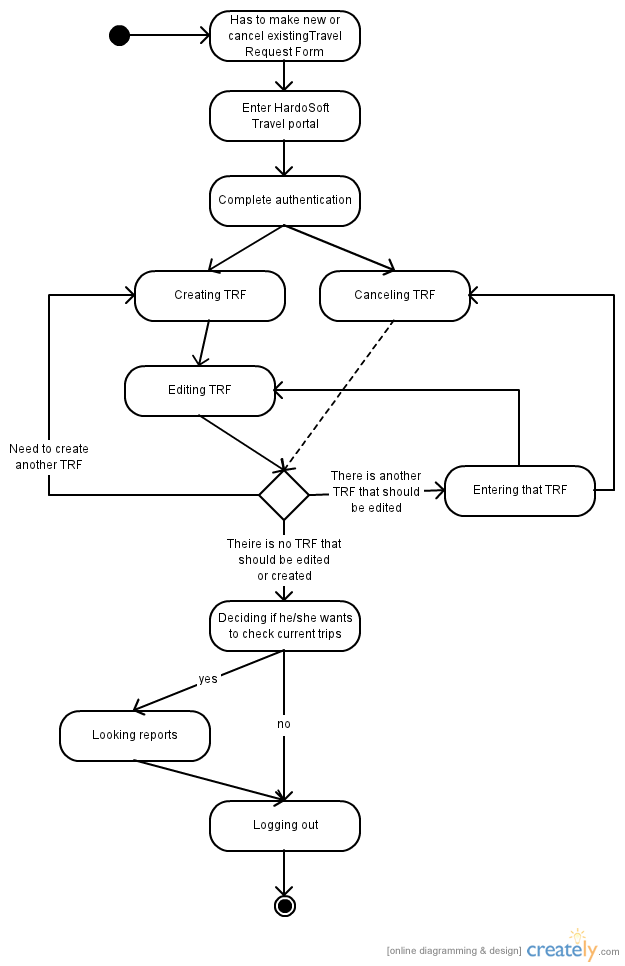 Has to make new or
cancel existingTravel
Request Form
Enter HardoSoft
Travel portal
Complete authentication
Creating TRF
Canceling TRF
Editing TRF
Need to create
another TRF
There is another
TRF that should
be edited
Entering that TRF
Theire is no TRF that
should be edited
or created
Deciding if he/she wants
to check current trips
yes
no
Looking reports
Logging out
[online diagramming & design] creately.com